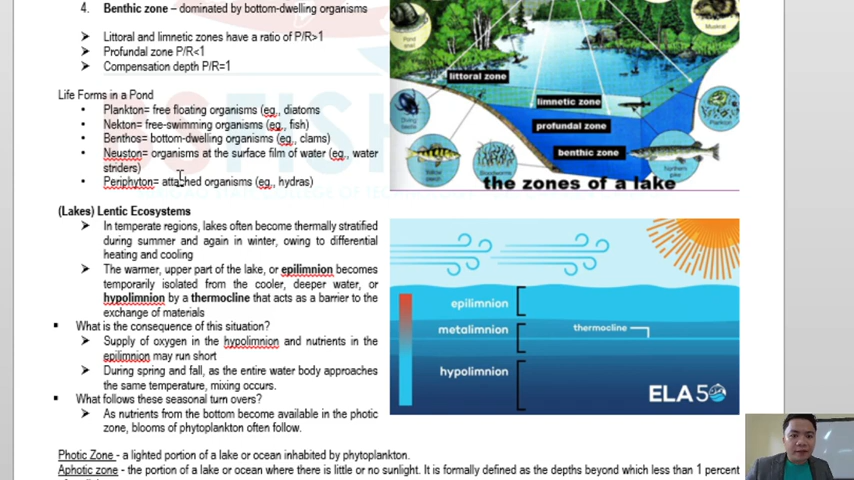 4. Benthic zone – dominated by bottom-dwelling organisms
Littoral and limnetic zones have a ratio of P/R>1
Profundal zone P/R<1
Compensation depth P/R=1
Life Forms in a Pond
Plankton= free floating organisms (eg., diatoms
Nekton= free-swimming organisms (eg., fish)
Benthos= bottom-dwelling organisms (eg., clams)
Neuston= organisms at the surface film of water (eg., water
striders)
Periphyton= attached organisms (eg., hydras)
(Lakes) Lentic Ecosystems
In temperate regions, lakes often become thermally stratified
during summer and again in winter, owing to differential
heating and cooling
The warmer, upper part of the lake, or epilimnion becomes
temporarily isolated from the cooler, deeper water, or
hypolimnion by a thermocline that acts as a barrier to the
exchange of materials
What is the consequence of this situation?
Supply of oxygen in the hypolimnion and nutrients in the
epilimnion may run short
During spring and fall, as the entire water body approaches
the same temperature, mixing occurs.
What follows these seasonal turn overs?
As nutrients from the bottom become available in the photic
zone, blooms of phytoplankton often follow.
Photic Zone - a lighted portion of a lake or ocean inhabited by phytoplankton.
Aphotic zone - the portion of a lake or ocean where there is little or no sunlight. It is formally defined as the depths beyond which less than 1 percent
littoral zone
limnetic zone
profundal zone
benthic zone
the zones of a lake
epilimnion
metalimnion
thermocline
hypolimnion
ELA50